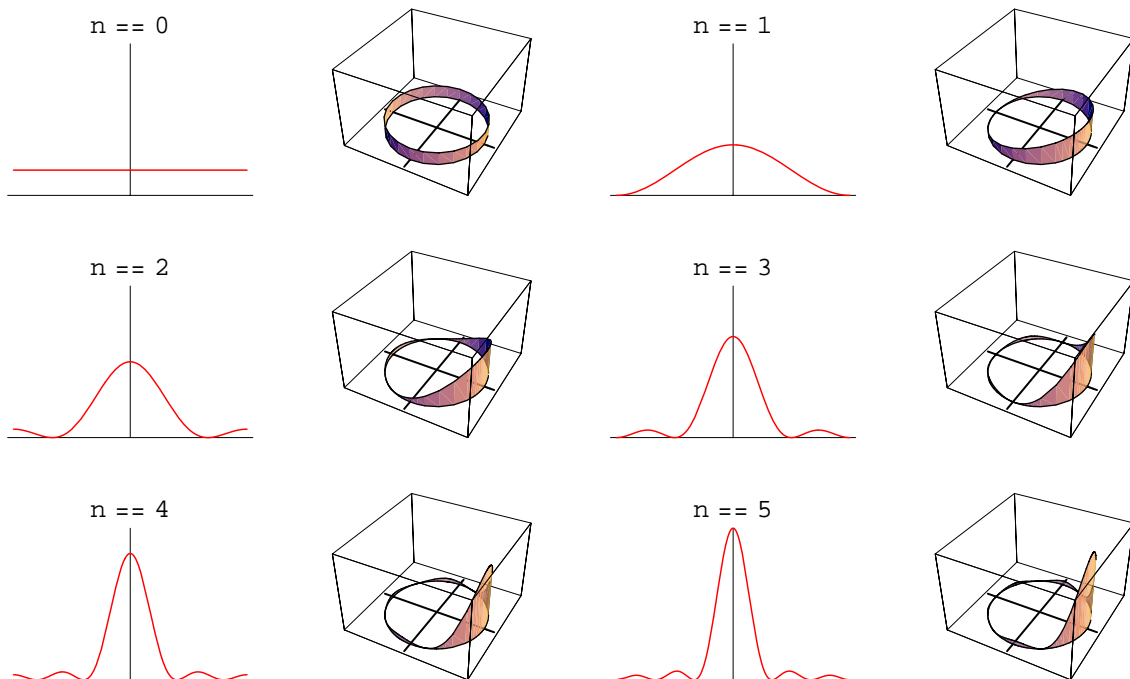 n == 0
n == 1
n == 2
n == 3
n == 4
n == 5